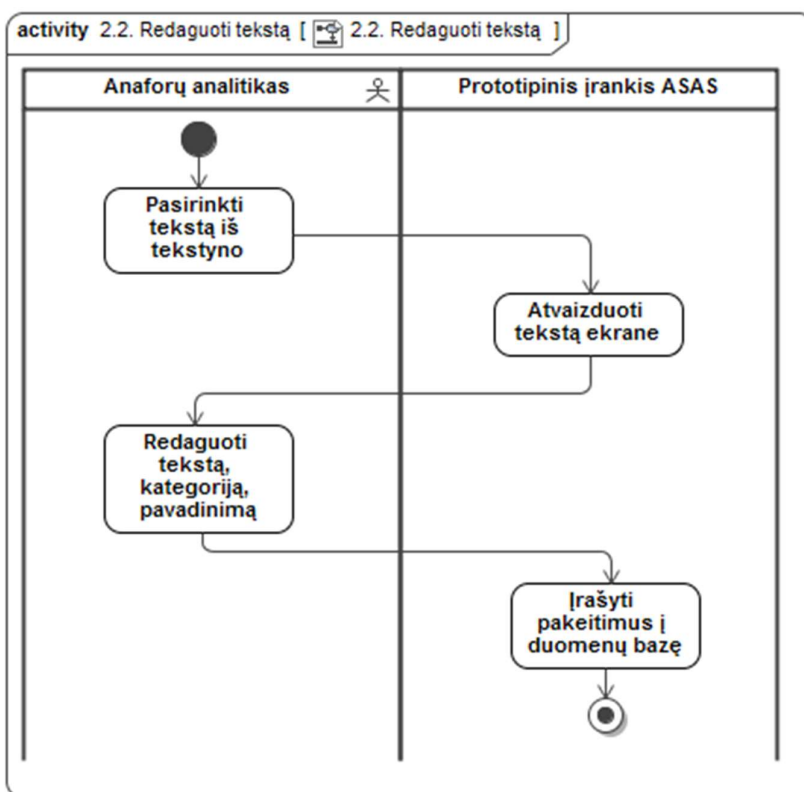 activity 2.2. Redaguoti tekstą [ 2.2. Redaguoti tekstą ]
Anaforų analitikas
Prototipinis įrankis ASAS
Pasirinkti
tekstą iš
tekstyno
Atvaizduoti
tekstą ekrane
Redaguoti
tekstą,
kategoriją,
pavadinimą
Įrašyti
pakeitimus į
duomenų bazę